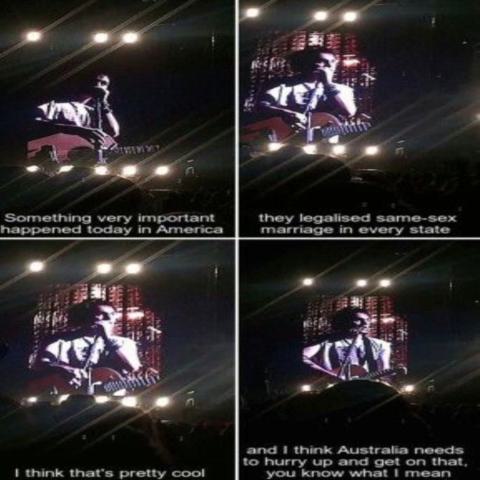 Something very important
happened today in America
they legalised same-sex
marriage in every state
I think that's pretty cool
and I think Australia needs
to hurry up and get on that,
you know what I mean